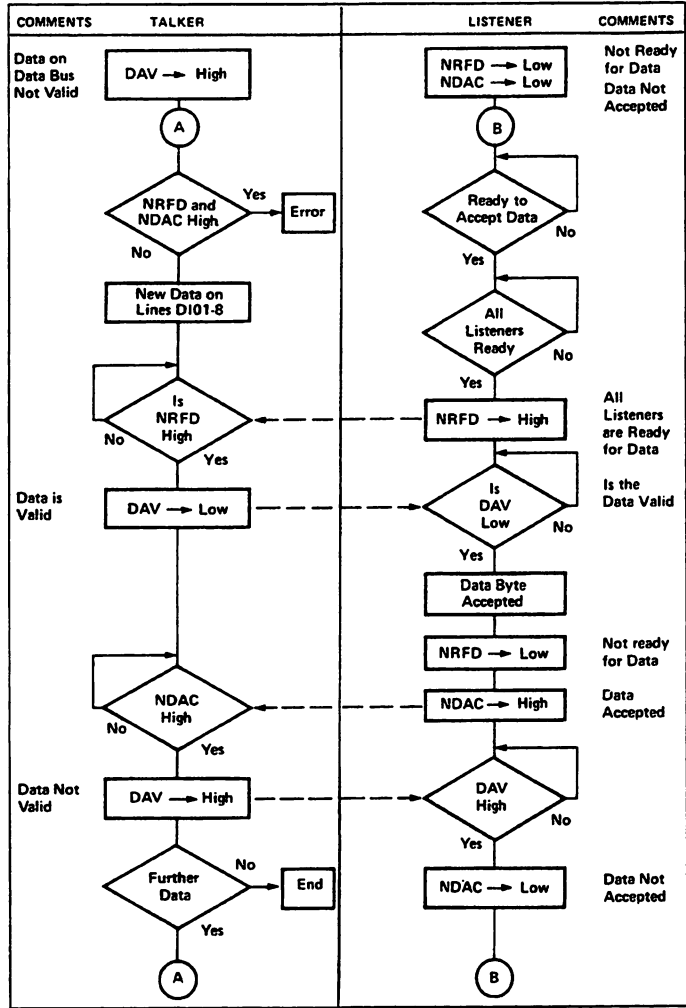 COMMENTS TALKER LISTENER COMMENTS
Data on
Data Bus
Not Valid
DAV → High
A
NRFD and
NDAC High
Yes
Error
No
New Data on
Lines DI01-8
Is
NRFD
High
No
Yes
Data is
Valid
DAV → Low
NDAC
High
No
Yes
Data Not
Valid
DAV → High
Further
Data
No
End
Yes
A
NRFD → Low
NDAC → Low
Not Ready
for Data
Data Not
Accepted
B
Ready to
Accept Data
No
Yes
All
Listeners
Ready
No
Yes
NRFD → High
All
Listeners
are Ready
for Data
Is
DAV
Low
No
Is the
Data Valid
Yes
Data Byte
Accepted
NRFD → Low
Not ready
for Data
NDAC → High
Data
Accepted
DAV
High
No
Yes
NDAC → Low
Data Not
Accepted
B